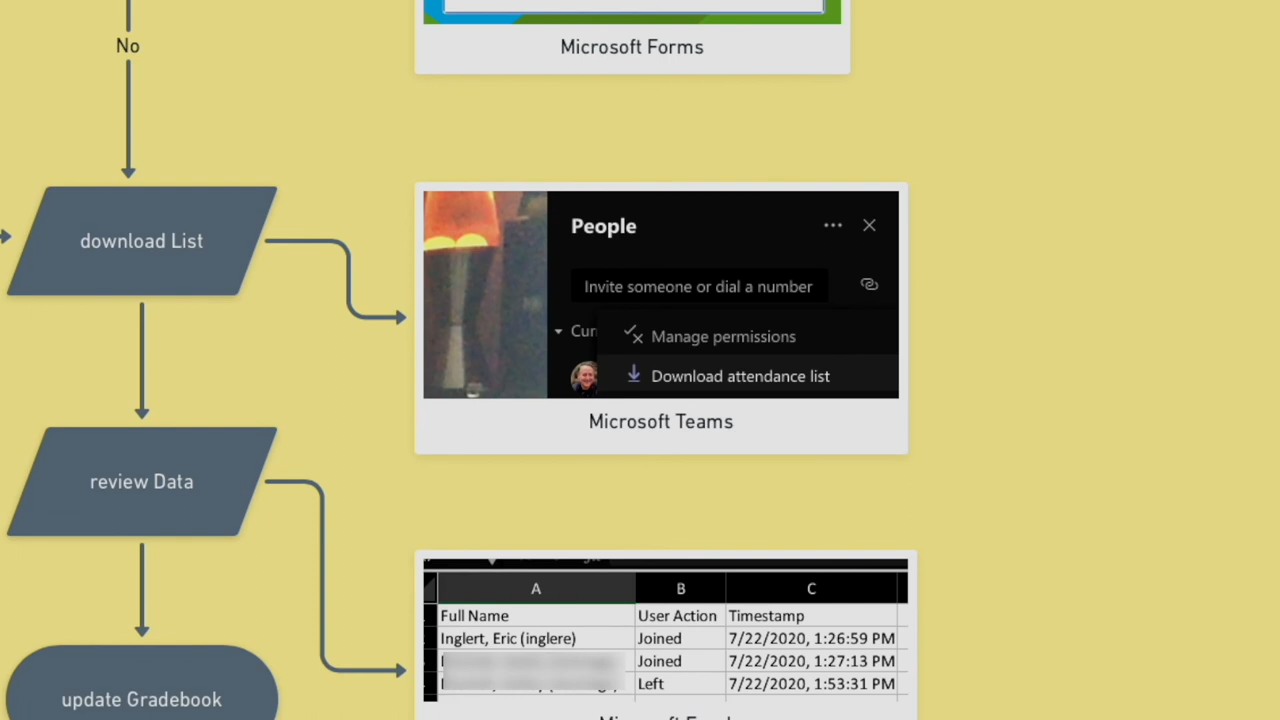 No
Microsoft Forms
download List
People
Invite someone or dial a number
Manage permissions
Download attendance list
Microsoft Teams
review Data
A B C
Full Name User Action Timestamp
Inglert, Eric (inglere) Joined 7/22/2020, 1:26:59 PM
Joined 7/22/2020, 1:27:13 PM
Left 7/22/2020, 1:53:31 PM
update Gradebook